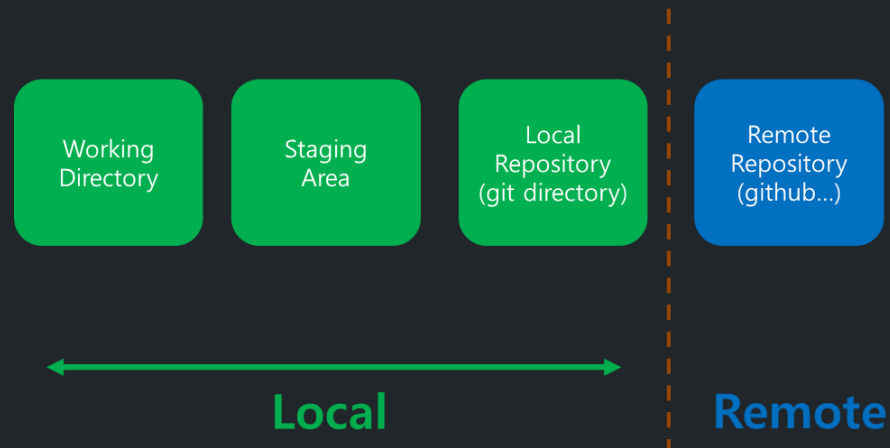 Working
Directory
Staging
Area
Local
Repository
(git directory)
Remote
Repository
(github...)
Local
Remote